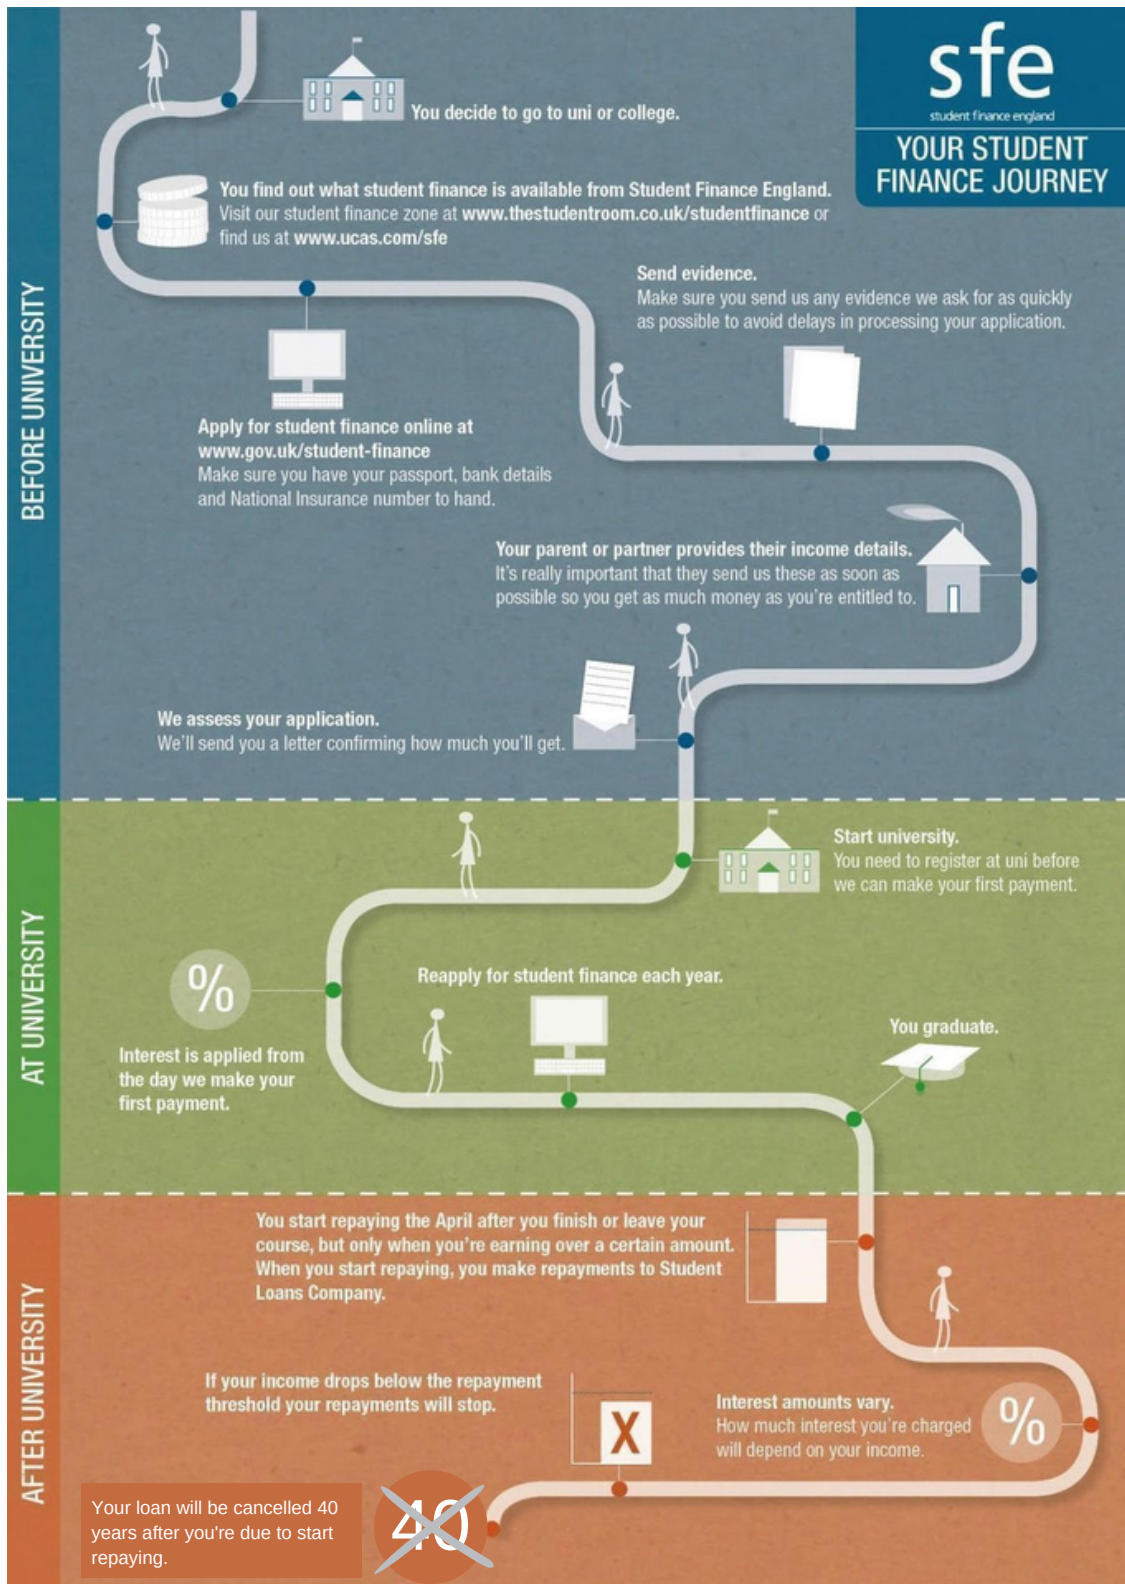 sfe
student finance england
YOUR STUDENT
FINANCE JOURNEY
BEFORE UNIVERSITY
You decide to go to uni or college.
You find out what student finance is available from Student Finance England.
Visit our student finance zone at www.thestudentroom.co.uk/studentfinance or
find us at www.ucas.com/sfe
Send evidence.
Make sure you send us any evidence we ask for as quickly
as possible to avoid delays in processing your application.
Apply for student finance online at
www.gov.uk/student-finance
Make sure you have your passport, bank details
and National Insurance number to hand.
Your parent or partner provides their income details.
It's really important that they send us these as soon as
possible so you get as much money as you're entitled to.
We assess your application.
We'll send you a letter confirming how much you'll get.
AT UNIVERSITY
Start university.
You need to register at uni before
we can make your first payment.
%
Interest is applied from
the day we make your
first payment.
Reapply for student finance each year.
You graduate.
AFTER UNIVERSITY
You start repaying the April after you finish or leave your
course, but only when you're earning over a certain amount.
When you start repaying, you make repayments to Student
Loans Company.
Interest amounts vary.
How much interest you're charged
will depend on your income.
%
If your income drops below the repayment
threshold your repayments will stop.
X
Your loan will be cancelled 40
years after you're due to start
repaying.
40